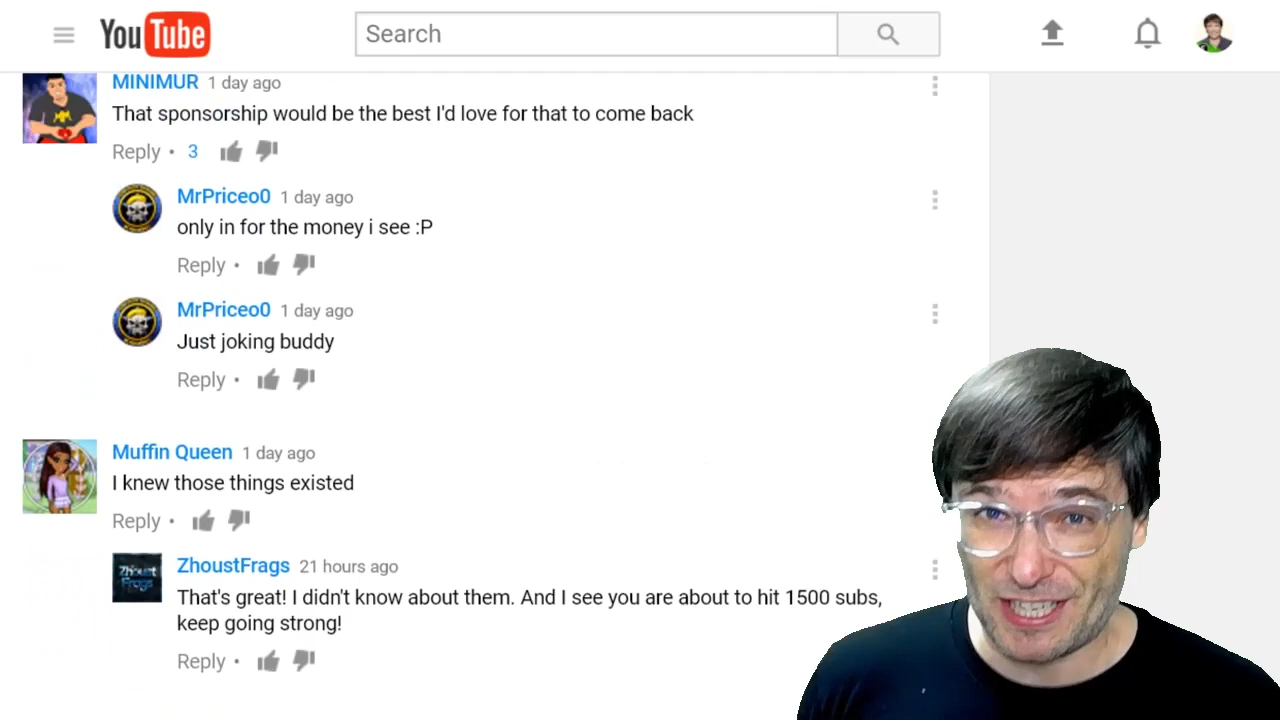 YouTube
Search
MINIMUR 1 day ago
That sponsorship would be the best I'd love for that to come back
Reply • 3
MrPriceo0 1 day ago
only in for the money i see :P
Reply •
MrPriceo0 1 day ago
Just joking buddy
Reply •
Muffin Queen 1 day ago
I knew those things existed
Reply •
Zhoust
Frags
ZhoustFrags 21 hours ago
That's great! I didn't know about them. And I see you are about to hit 1500 subs,
keep going strong!
Reply •